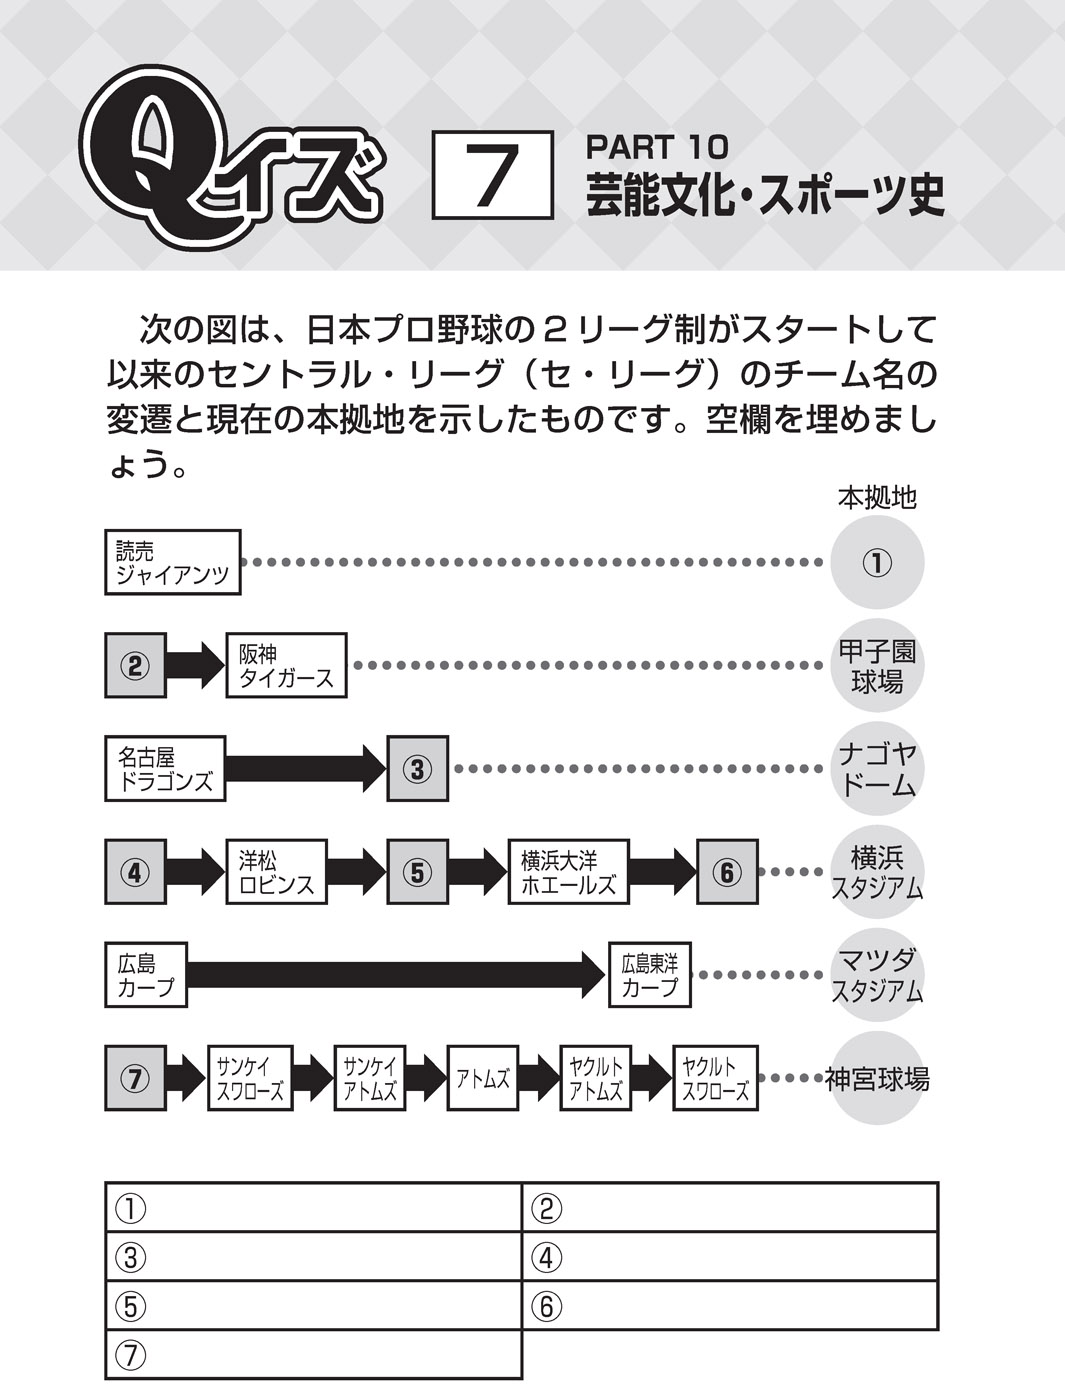 Qイズ
7
PART 10
芸能文化・スポーツ史
次の図は、日本プロ野球の2リーグ制がスタートして
以来のセントラル・リーグ（セ・リーグ）のチーム名の
変遷と現在の本拠地を示したものです。空欄を埋めまし
ょう。
本拠地
読売
ジャイアンツ
①
②
阪神
タイガース
甲子園
球場
名古屋
ドラゴンズ
③
ナゴヤ
ドーム
④
洋松
ロビンス
⑤
横浜大洋
ホエールズ
⑥
横浜
スタジアム
広島
カープ
広島東洋
カープ
マツダ
スタジアム
⑦
サンケイ
スワローズ
サンケイ
アトムズ
アトムズ
ヤクルト
アトムズ
ヤクルト
スワローズ
神宮球場
①
②
③
④
⑤
⑥
⑦